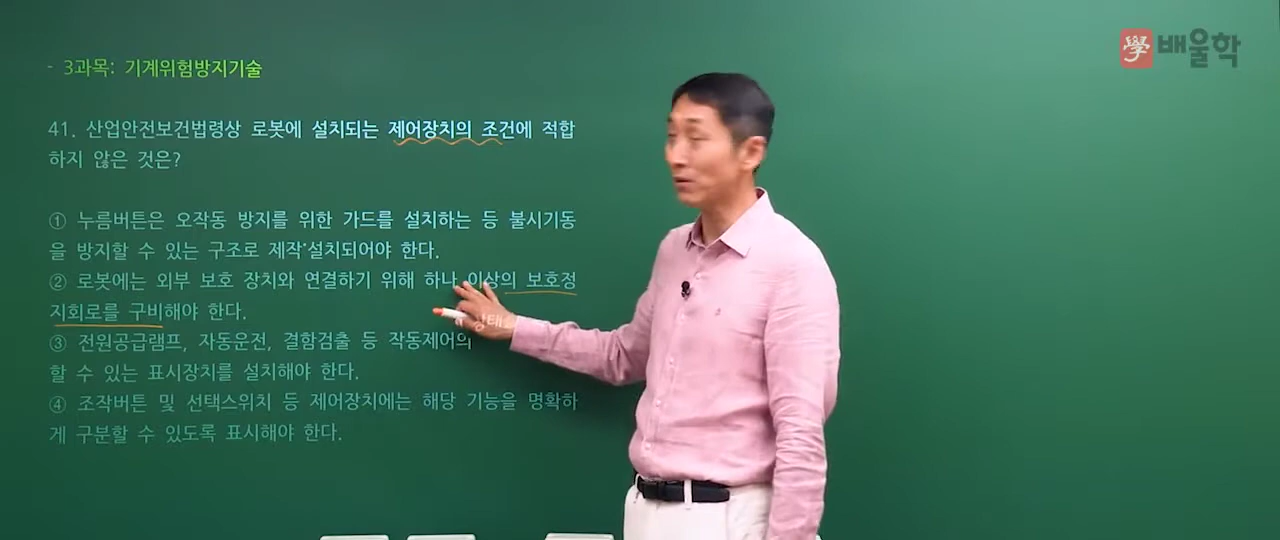 學 배울학
- 3과목: 기계위험방지기술
41. 산업안전보건법령상 로봇에 설치되는 제어장치의 조건에 적합
하지 않은 것은?
① 누름버튼은 오작동 방지를 위한 가드를 설치하는 등 불시기동
을 방지할 수 있는 구조로 제작˙설치되어야 한다.
② 로봇에는 외부 보호 장치와 연결하기 위해 하나 이상의 보호정
지회로를 구비해야 한다.
③ 전원공급램프, 자동운전, 결함검출 등 작동제어의 상태
할 수 있는 표시장치를 설치해야 한다.
④ 조작버튼 및 선택스위치 등 제어장치에는 해당 기능을 명확하
게 구분할 수 있도록 표시해야 한다.